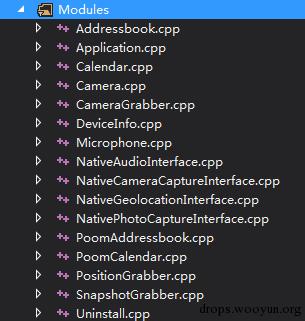 Modules
Addressbook.cpp
Application.cpp
Calendar.cpp
Camera.cpp
CameraGrabber.cpp
DeviceInfo.cpp
Microphone.cpp
NativeAudioInterface.cpp
NativeCameraCaptureInterface.cpp
NativeGeolocationInterface.cpp
NativePhotoCaptureInterface.cpp
PoomAddressbook.cpp
PoomCalendar.cpp
PositionGrabber.cpp
SnapshotGrabber.cpp
Uninstall.cpp
drops.wooyun.org